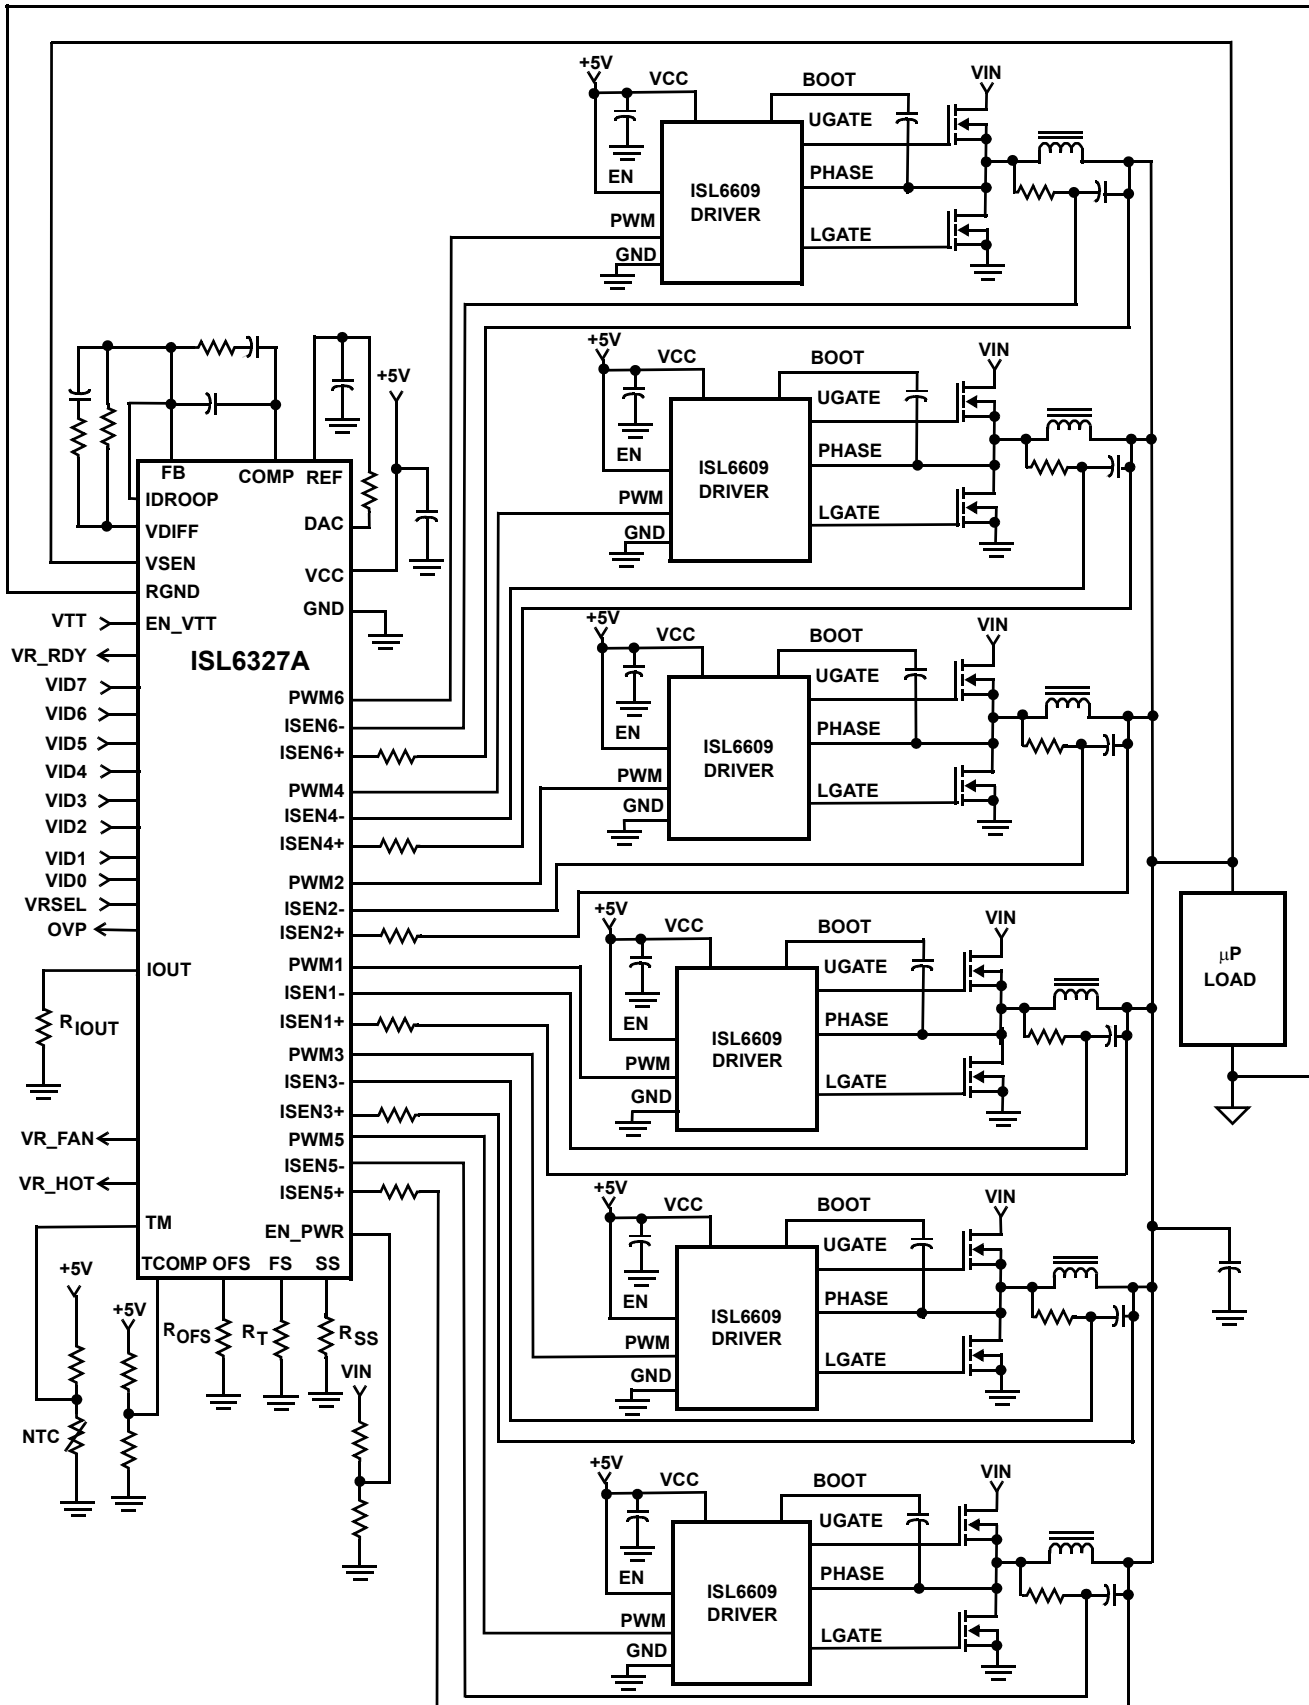 +5V
VCC
BOOT
VIN
UGATE
EN
PHASE
ISL6609
DRIVER
PWM
LGATE
GND
+5V
VCC
BOOT
VIN
UGATE
EN
PHASE
ISL6609
DRIVER
PWM
LGATE
GND
+5V
VCC
BOOT
VIN
UGATE
EN
PHASE
ISL6609
DRIVER
PWM
LGATE
GND
+5V
VCC
BOOT
VIN
UGATE
EN
PHASE
ISL6609
DRIVER
PWM
LGATE
GND
+5V
VCC
BOOT
VIN
UGATE
EN
PHASE
ISL6609
DRIVER
PWM
LGATE
GND
+5V
VCC
BOOT
VIN
UGATE
EN
PHASE
ISL6609
DRIVER
PWM
LGATE
GND
+5V
FB
COMP
REF
IDROOP
VDIFF
DAC
VSEN
VCC
RGND
GND
VTT
EN_VTT
VR_RDY
ISL6327A
VID7
VID6
VID5
VID4
VID3
VID2
VID1
VID0
VRSEL
OVP
PWM6
ISEN6-
ISEN6+
PWM4
ISEN4-
ISEN4+
PWM2
ISEN2-
ISEN2+
PWM1
ISEN1-
ISEN1+
PWM3
ISEN3-
ISEN3+
PWM5
ISEN5-
ISEN5+
EN_PWR
IOUT
RIOUT
VR_FAN
VR_HOT
TM
TCOMP
OFS
FS
SS
+5V
+5V
ROFS
RT
RSS
VIN
NTC
µP
LOAD